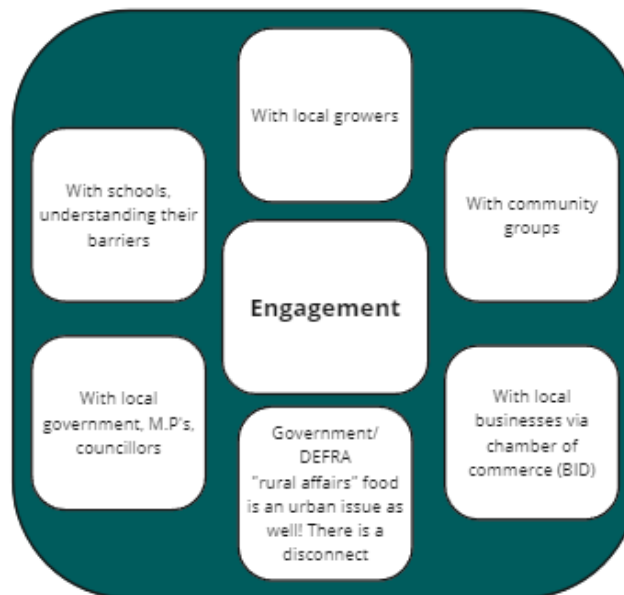 With local growers
With schools,
understanding their
barriers
With community
groups
Engagement
With local
government, M.P's,
councillors
With local
businesses via
chamber of
commerce (BID)
Government/
DEFRA
"rural affairs" food
is an urban issue as
well! There is a
disconnect